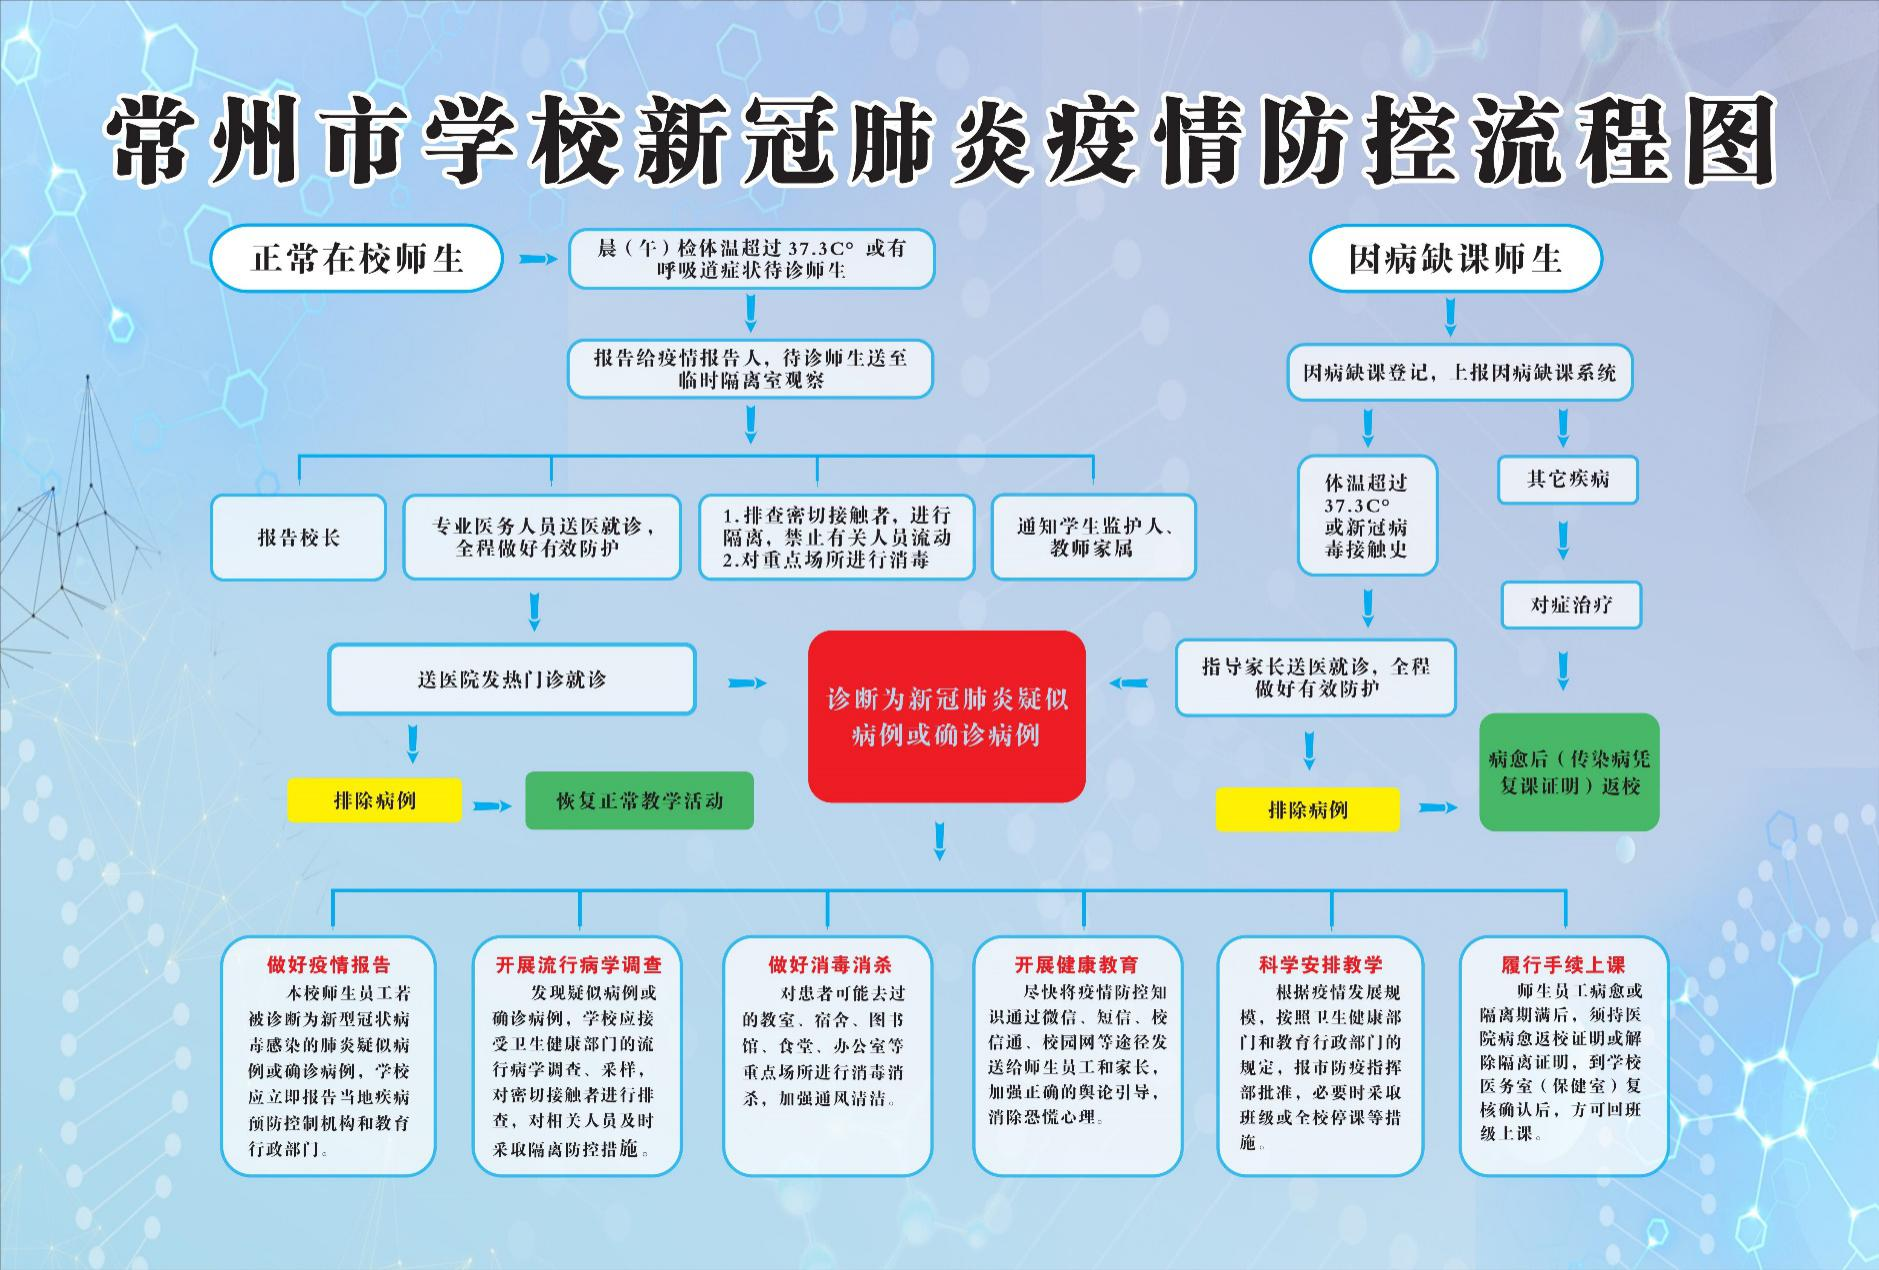 常州市学校新冠肺炎疫情防控流程图
正常在校师生
晨（午）检体温超过 37.3C° 或有
呼吸道症状待诊师生
因病缺课师生
报告给疫情报告人，待诊师生送至
临时隔离室观察
因病缺课登记，上报因病缺课系统
报告校长
专业医务人员送医就诊，
全程做好有效防护
1.排查密切接触者，进行
隔离，禁止有关人员流动
2.对重点场所进行消毒
通知学生监护人、
教师家属
体温超过
37.3C°
或新冠病
毒接触史
其它疾病
对症治疗
送医院发热门诊就诊
诊断为新冠肺炎疑似
病例或确诊病例
指导家长送医就诊，全程
做好有效防护
排除病例
恢复正常教学活动
排除病例
病愈后（传染病凭
复课证明）返校
做好疫情报告
本校师生员工若
被诊断为新型冠状病
毒感染的肺炎疑似病
例或确诊病例，学校
应立即报告当地疾病
预防控制机构和教育
行政部门。
开展流行病学调查
发现疑似病例或
确诊病例，学校应接
受卫生健康部门的流
行病学调查、采样，
对密切接触者进行排
查，对相关人员及时
采取隔离防控措施。
做好消毒消杀
对患者可能去过
的教室、宿舍、图书
馆、食堂、办公室等
重点场所进行消毒消
杀，加强通风清洁。
开展健康教育
尽快将疫情防控知
识通过微信、短信、校
信通、校园网等途径发
送给师生员工和家长，
加强正确的舆论引导，
消除恐慌心理。
科学安排教学
根据疫情发展规
模，按照卫生健康部
门和教育行政部门的
规定，报市防疫指挥
部批准，必要时采取
班级或全校停课等措
施。
履行手续上课
师生员工病愈或
隔离期满后，须持医
院病愈返校证明或解
除隔离证明，到学校
医务室（保健室）复
核确认后，方可回班
级上课。